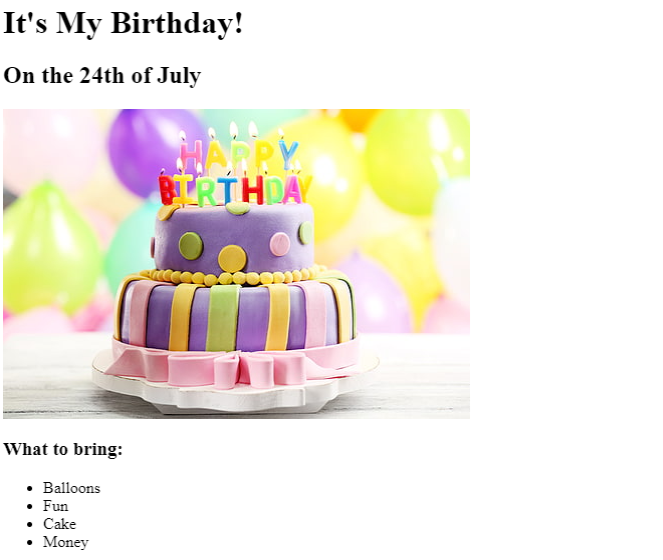 It's My Birthday!
On the 24th of July
HAPPY
BIRTHDAY
What to bring:
Balloons
Fun
Cake
Money